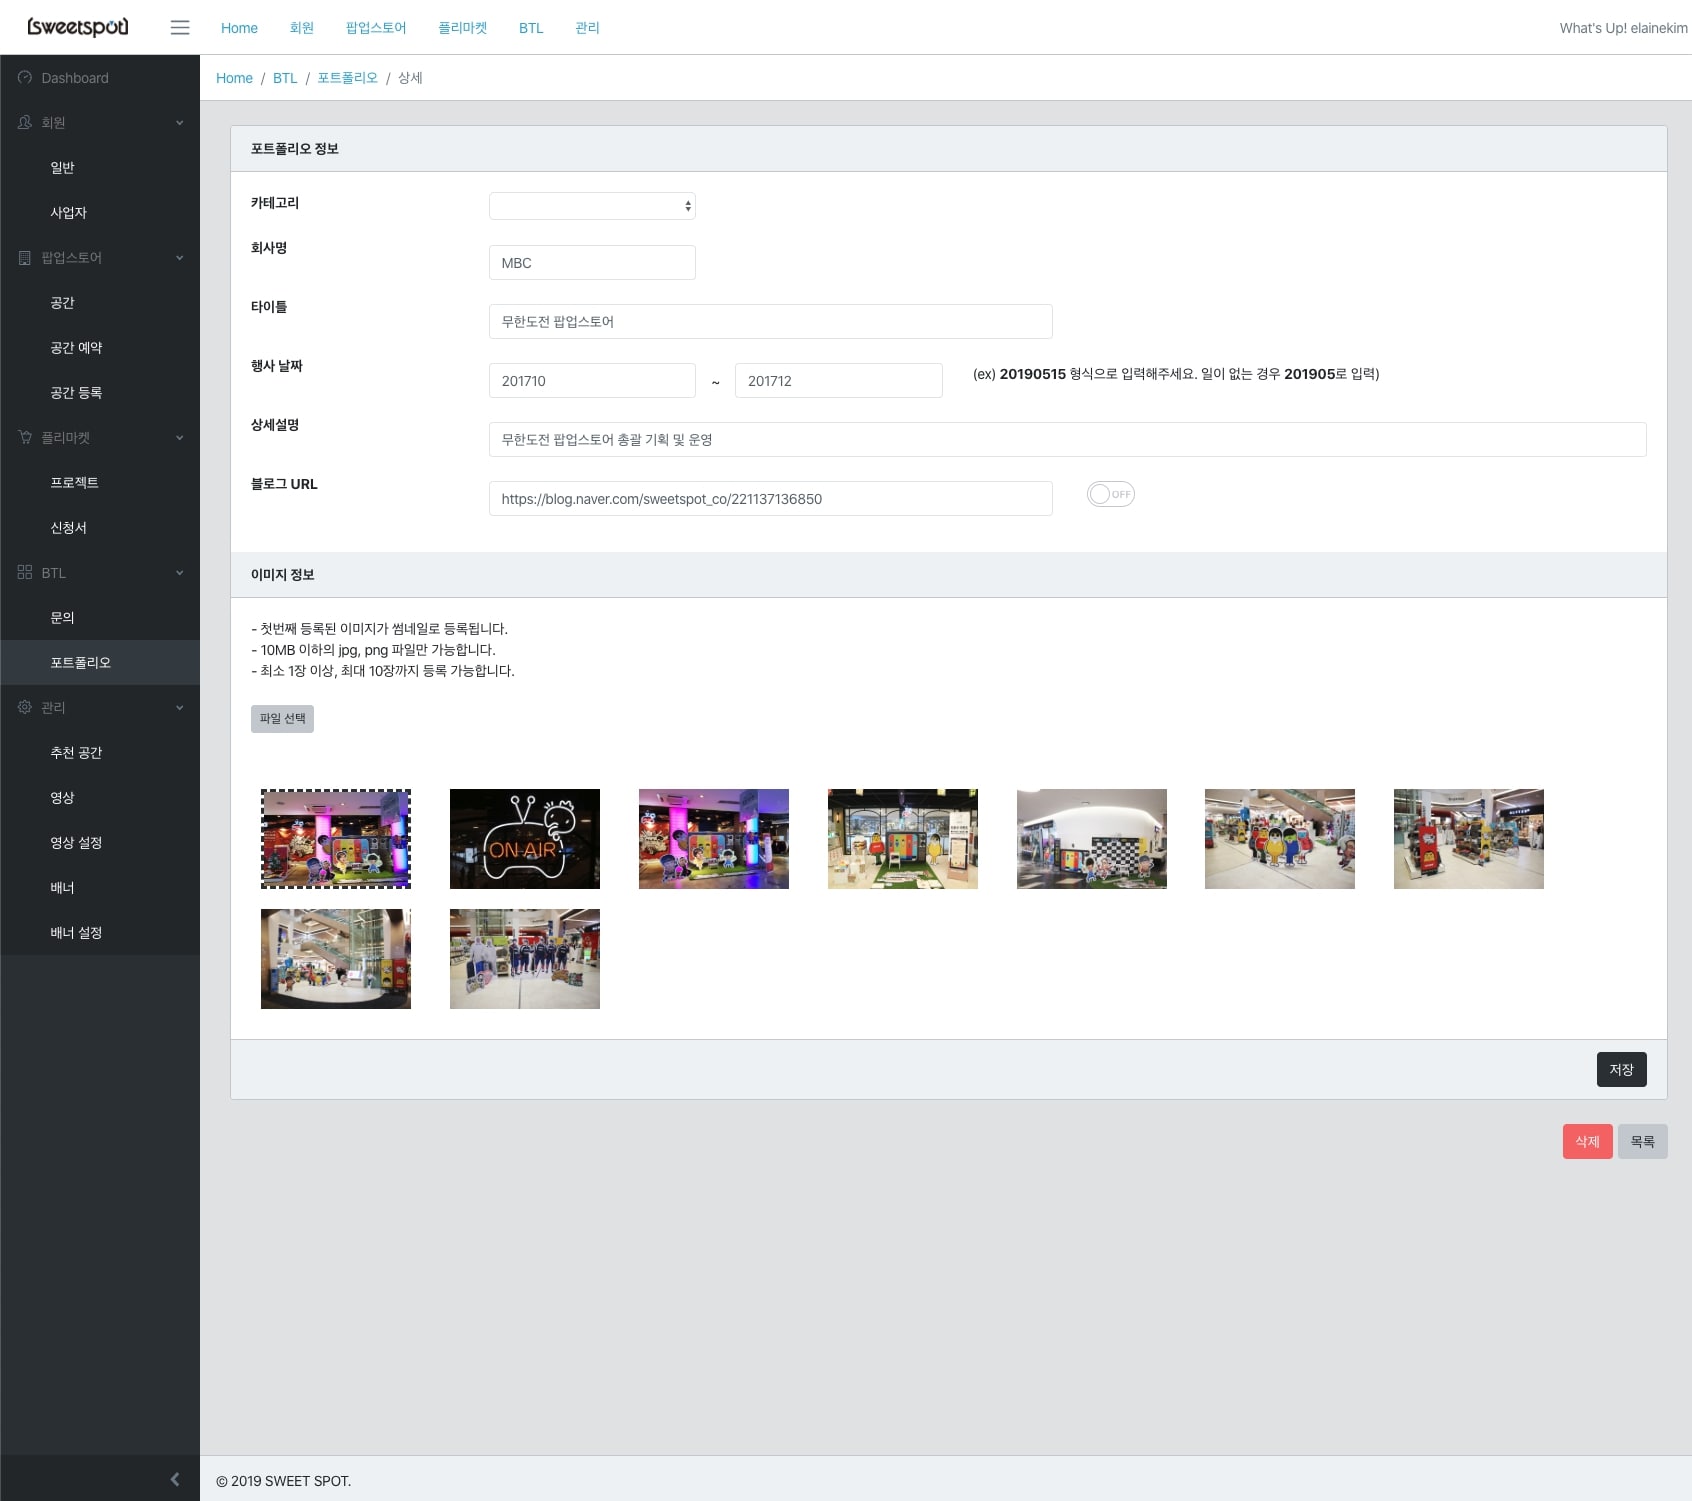 (sweetspot)
Home
회원
팝업스토어
플리마켓
BTL
관리
What's Up! elainekim
Dashboard
회원
일반
사업자
팝업스토어
공간
공간 예약
공간 등록
플리마켓
프로젝트
신청서
BTL
문의
포트폴리오
관리
추천 공간
영상
영상 설정
배너
배너 설정
Home / BTL / 포트폴리오 / 상세
포트폴리오 정보
카테고리
회사명
MBC
타이틀
무한도전 팝업스토어
행사 날짜
201710 ~ 201712 (ex) 20190515 형식으로 입력해주세요. 일이 없는 경우 201905로 입력)
상세설명
무한도전 팝업스토어 총괄 기획 및 운영
블로그 URL
https://blog.naver.com/sweetspot_co/221137136850
OFF
이미지 정보
- 첫번째 등록된 이미지가 썸네일로 등록됩니다.
- 10MB 이하의 jpg, png 파일만 가능합니다.
- 최소 1장 이상, 최대 10장까지 등록 가능합니다.
파일 선택
ON AIR
저장
삭제
목록
© 2019 SWEET SPOT.